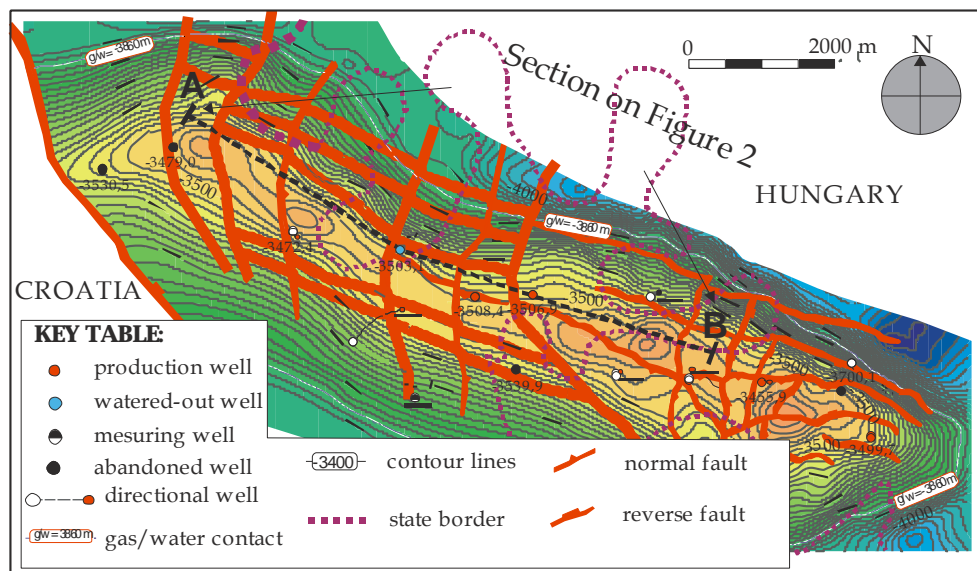 g/w=-3860m
0 2000 m
N
A
Section on Figure 2
-3479,0
-3530,5
-3500
-4000
HUNGARY
g/w=-3860m
-3472,1
-3503,1
CROATIA
-3500
-3508,4
-3506,9
B
-3500
-3700,1
-3539,9
-3455,9
-3500
-3500
-3499,
g/w=-3860m
-4000
KEY TABLE:
production well
watered-out well
mesuring well
abandoned well
directional well
g/w=-3860m
gas/water contact
-3400
contour lines
state border
normal fault
reverse fault